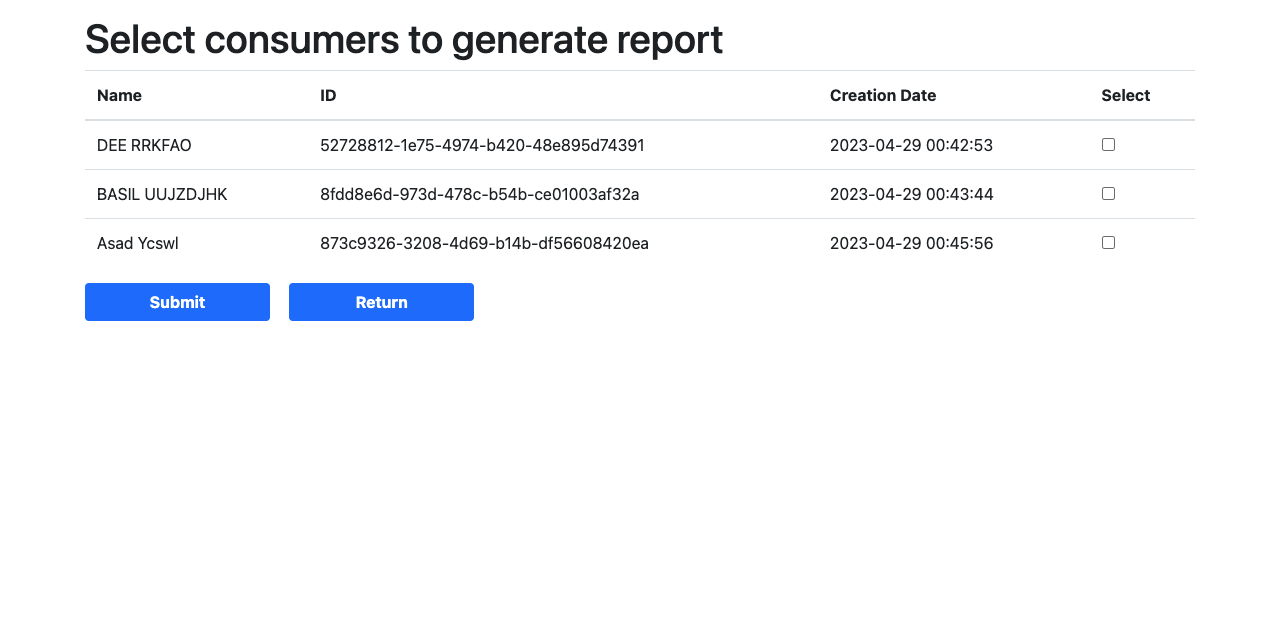 Select consumers to generate report
Name ID Creation Date Select
DEE RRKFAO 52728812-1e75-4974-b420-48e895d74391 2023-04-29 00:42:53
BASIL UUJZDJHK 8fdd8e6d-973d-478c-b54b-ce01003af32a 2023-04-29 00:43:44
Asad Ycswl 873c9326-3208-4d69-b14b-df56608420ea 2023-04-29 00:45:56
Submit Return